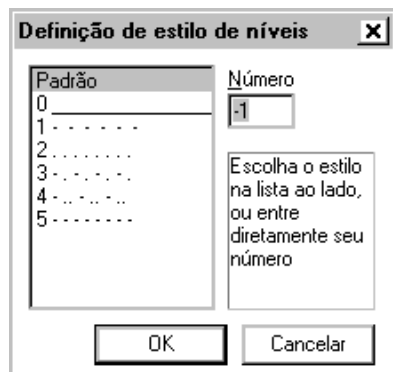 Definição de estilo de níveis
Padrão
0
1 - - - - - -
2 . . . . . . . .
3 - . - . - . - .
4 - .. - .. - ..
5 - - - - - - - -
Número
-1
Escolha o estilo
na lista ao lado,
ou entre
diretamente seu
número
OK
Cancelar